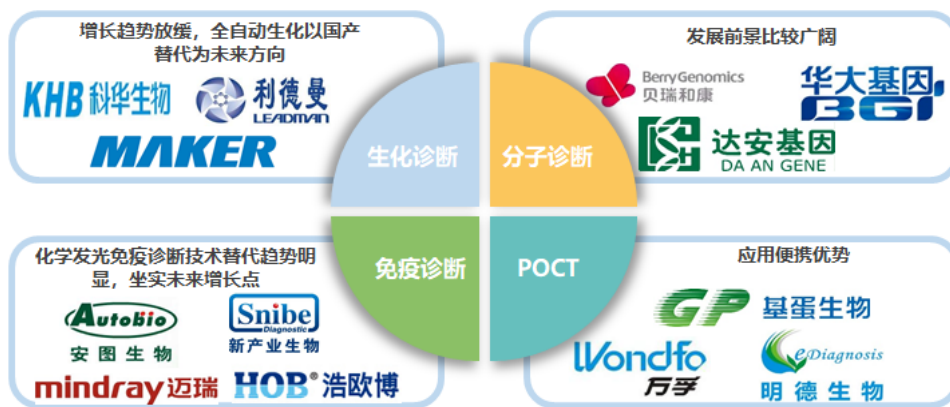 增长趋势放缓，全自动生化以国产
替代为未来方向
KHB 科华生物
利德曼
LEADMAN
MAKER
生化诊断
发展前景比较广阔
BerryGenomics
贝瑞和康
华大基因
BGI
达安基因
DA AN GENE
分子诊断
化学发光免疫诊断技术替代趋势明
显，坐实未来增长点
Autobio
安图生物
Snibe
Diagnostic
新产业生物
mindray 迈瑞
HOB® 浩欧博
免疫诊断
POCT
应用便携优势
GP 基蛋生物
Wondfo
万孚
eDiagnosis
明德生物